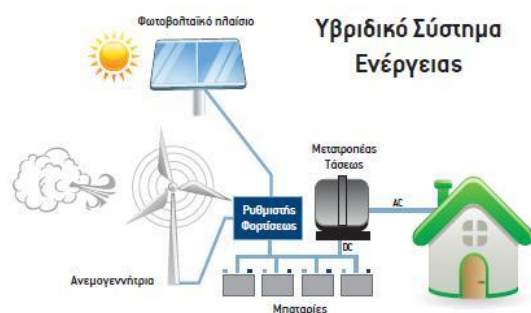 Φωτοβολταϊκό πλαίσιο
Υβριδικό Σύστημα
Ενέργειας
Μετατροπέας
Τάσεως
Ρυθμιστής
Φορτίσεως
AC
DC
Ανεμογεννήτρια
Μπαταρίες